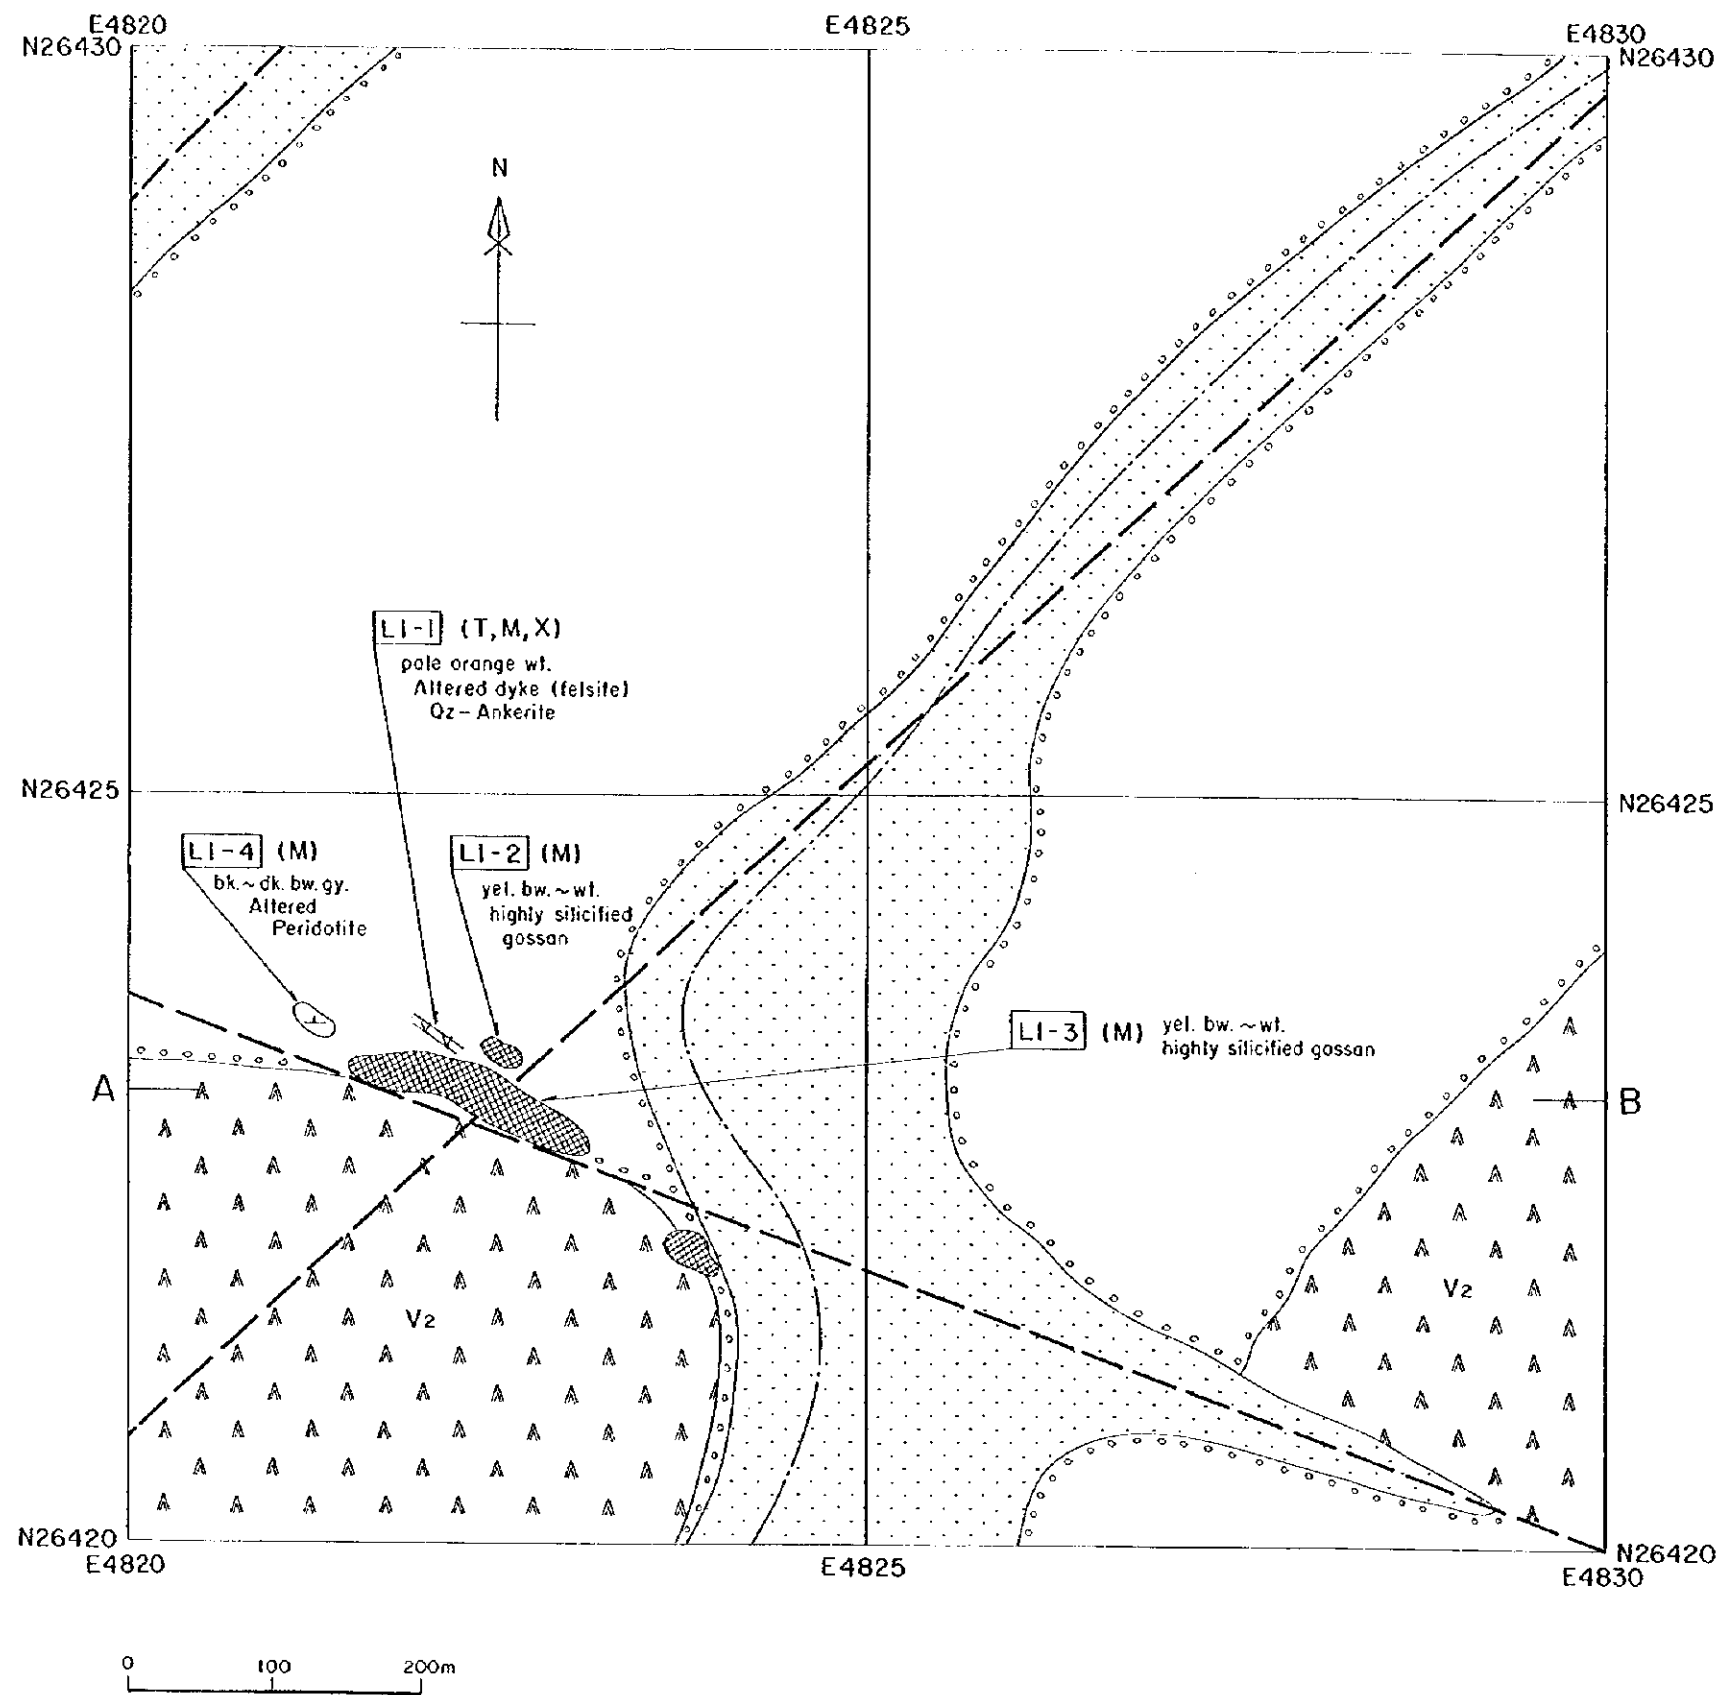 E4820
E4825
E4830
N26430
N26430
N
L1-1 (T,M,X)
pale orange wt.
Altered dyke (felsite)
Qz-Ankerite
N26425
N26425
L1-4 (M)
bk.~dk. bw. gy.
Altered
Peridotite
L1-2 (M)
yel. bw.~wt.
highly silicified
gossan
L1-3 (M)
yel. bw.~wt.
highly silicified gossan
A
B
V2
V2
N26420
N26420
E4820
E4825
E4830
0 100 200m